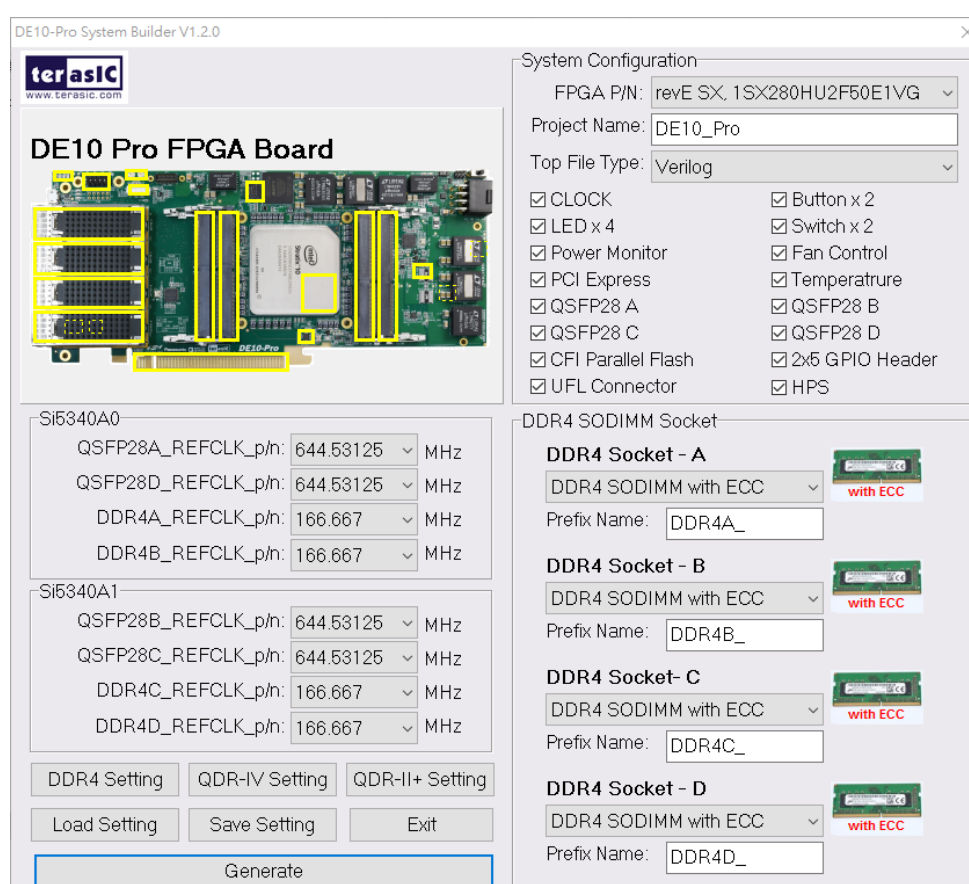 DE10-Pro System Builder V1.2.0
terasIC
www.terasic.com
DE10 Pro FPGA Board
Stratix 10
DE10-Pro
System Configuration
FPGA P/N: revE SX, 1SX280HU2F50E1VG
Project Name: DE10_Pro
Top File Type: Verilog
CLOCK Button x 2
LED x 4 Switch x 2
Power Monitor Fan Control
PCI Express Temperatrure
QSFP28 A QSFP28 B
QSFP28 C QSFP28 D
CFI Parallel Flash 2x5 GPIO Header
UFL Connector HPS
Si5340A0
QSFP28A_REFCLK_p/n: 644.53125 MHz
QSFP28D_REFCLK_p/n: 644.53125 MHz
DDR4A_REFCLK_p/n: 166.667 MHz
DDR4B_REFCLK_p/n: 166.667 MHz
Si5340A1
QSFP28B_REFCLK_p/n: 644.53125 MHz
QSFP28C_REFCLK_p/n: 644.53125 MHz
DDR4C_REFCLK_p/n: 166.667 MHz
DDR4D_REFCLK_p/n: 166.667 MHz
DDR4 Setting QDR-IV Setting QDR-II+ Setting
Load Setting Save Setting Exit
Generate
DDR4 SODIMM Socket
DDR4 Socket - A
DDR4 SODIMM with ECC with ECC
Prefix Name: DDR4A_
DDR4 Socket - B
DDR4 SODIMM with ECC with ECC
Prefix Name: DDR4B_
DDR4 Socket- C
DDR4 SODIMM with ECC with ECC
Prefix Name: DDR4C_
DDR4 Socket - D
DDR4 SODIMM with ECC with ECC
Prefix Name: DDR4D_